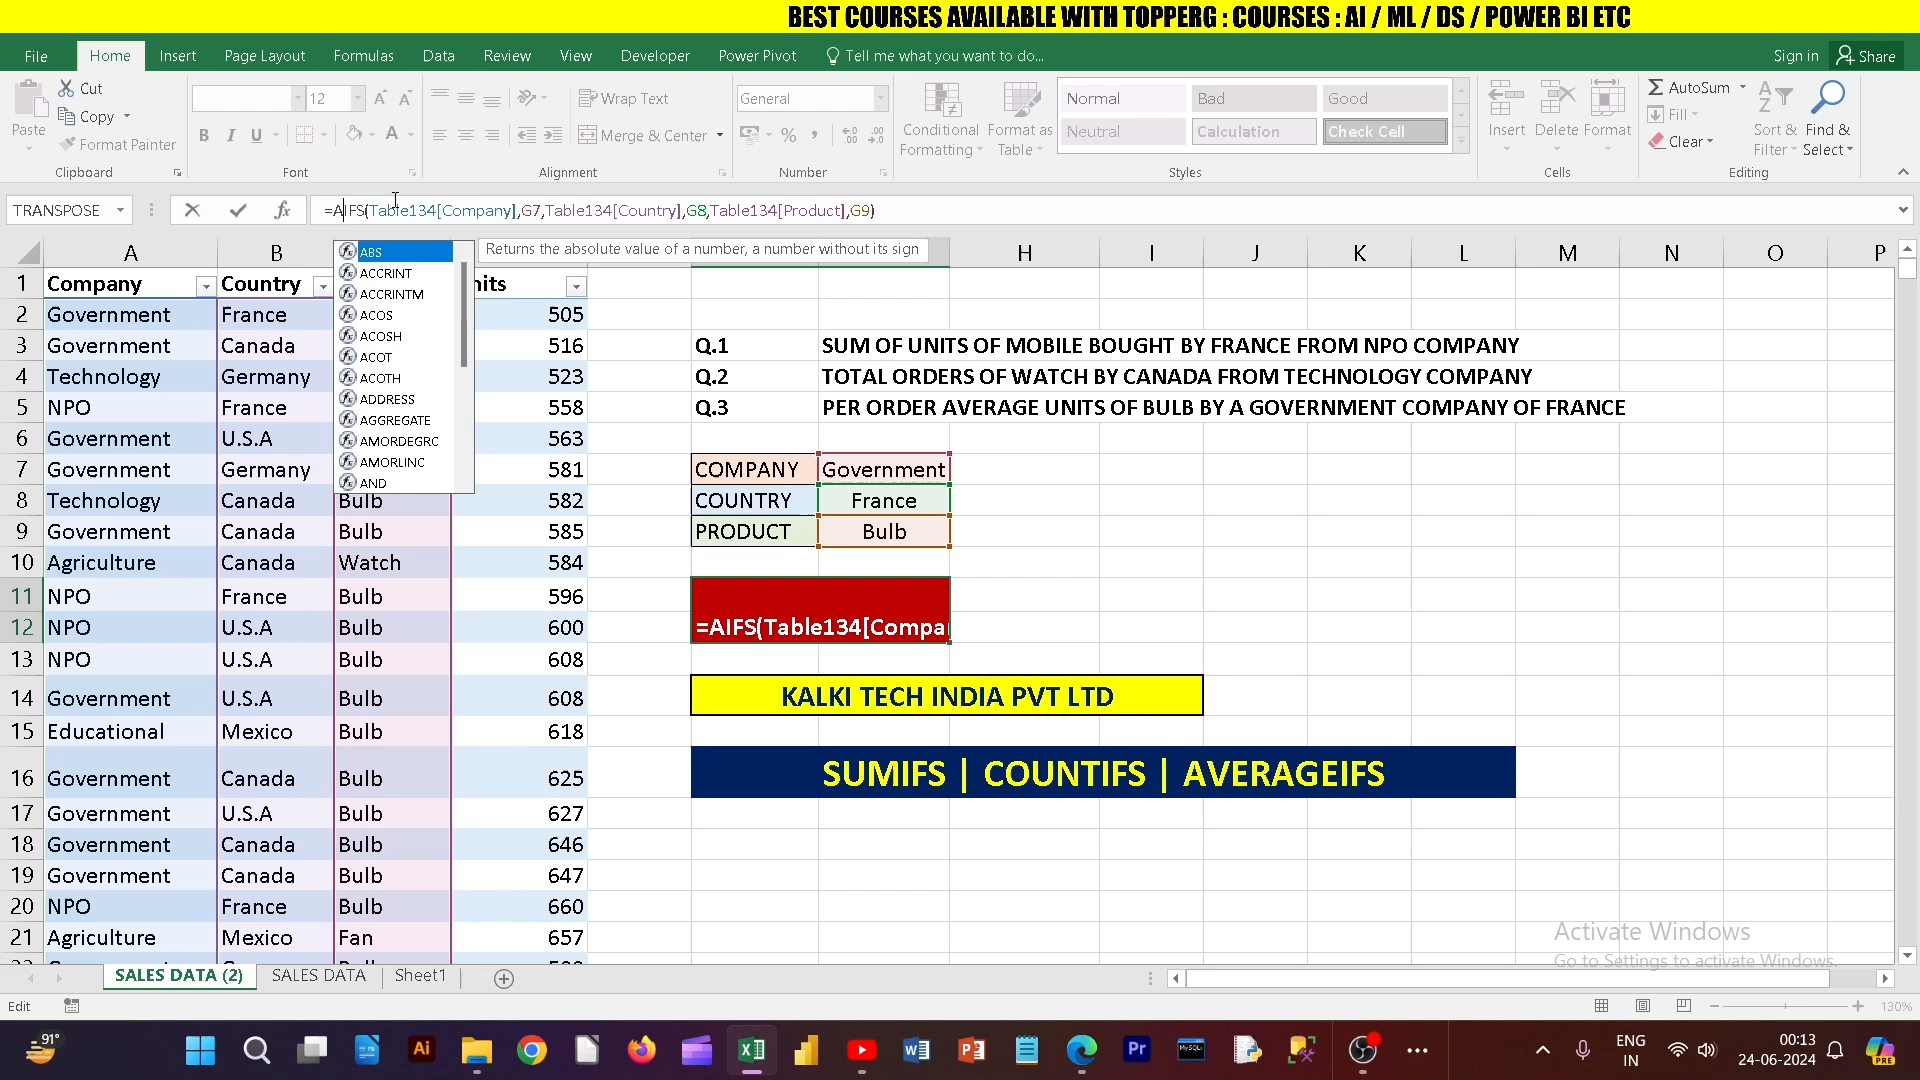 BEST COURSES AVAILABLE WITH TOPPERG : COURSES : AI / ML / DS / POWER BI ETC
File Home Insert Page Layout Formulas Data Review View Developer Power Pivot Tell me what you want to do... Sign in Share
Paste Cut Copy Format Painter
Clipboard
12
B I U A
Font
Wrap Text
Merge & Center
Alignment
General
%
Number
Conditional Formatting
Format as Table
Normal Bad Good
Neutral Calculation Check Cell
Styles
Insert Delete Format
Cells
AutoSum
Fill
Clear
Sort & Filter
Find & Select
Editing
TRANSPOSE fx =AIFS(Table134[Company],G7,Table134[Country],G8,Table134[Product],G9)
ABS
ACCRINT
ACCRINTM
ACOS
ACOSH
ACOT
ACOTH
ADDRESS
AGGREGATE
AMORDEGRC
AMORLINC
AND
Returns the absolute value of a number, a number without its sign
A B H I J K L M N O P
1 Company Country nits
2 Government France 505
3 Government Canada 516 Q.1 SUM OF UNITS OF MOBILE BOUGHT BY FRANCE FROM NPO COMPANY
4 Technology Germany 523 Q.2 TOTAL ORDERS OF WATCH BY CANADA FROM TECHNOLOGY COMPANY
5 NPO France 558 Q.3 PER ORDER AVERAGE UNITS OF BULB BY A GOVERNMENT COMPANY OF FRANCE
6 Government U.S.A 563
7 Government Germany 581 COMPANY Government
8 Technology Canada Bulb 582 COUNTRY France
9 Government Canada Bulb 585 PRODUCT Bulb
10 Agriculture Canada Watch 584
11 NPO France Bulb 596
12 NPO U.S.A Bulb 600 =AIFS(Table134[Compa
13 NPO U.S.A Bulb 608
14 Government U.S.A Bulb 608 KALKI TECH INDIA PVT LTD
15 Educational Mexico Bulb 618
16 Government Canada Bulb 625 SUMIFS | COUNTIFS | AVERAGEIFS
17 Government U.S.A Bulb 627
18 Government Canada Bulb 646
19 Government Canada Bulb 647
20 NPO France Bulb 660
21 Agriculture Mexico Fan 657
Activate Windows
Go to Settings to activate Windows.
SALES DATA (2) SALES DATA Sheet1
Edit 130%
91° Ai Pr MySQL ENG IN 00:13 24-06-2024 PRE